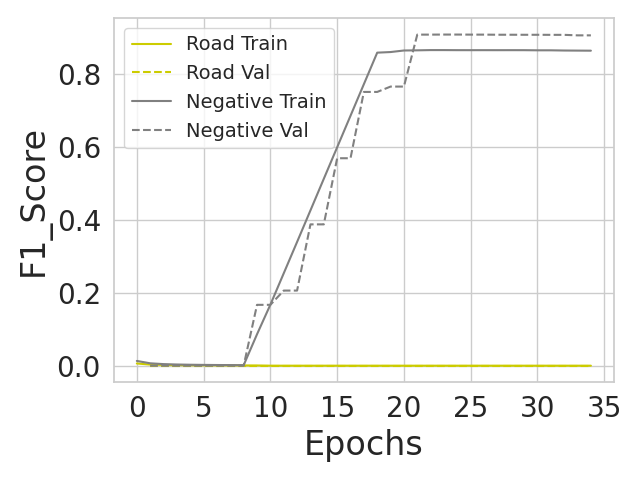 Road Train
Road Val
Negative Train
Negative Val
F1_Score
0.8
0.6
0.4
0.2
0.0
0 5 10 15 20 25 30 35
Epochs